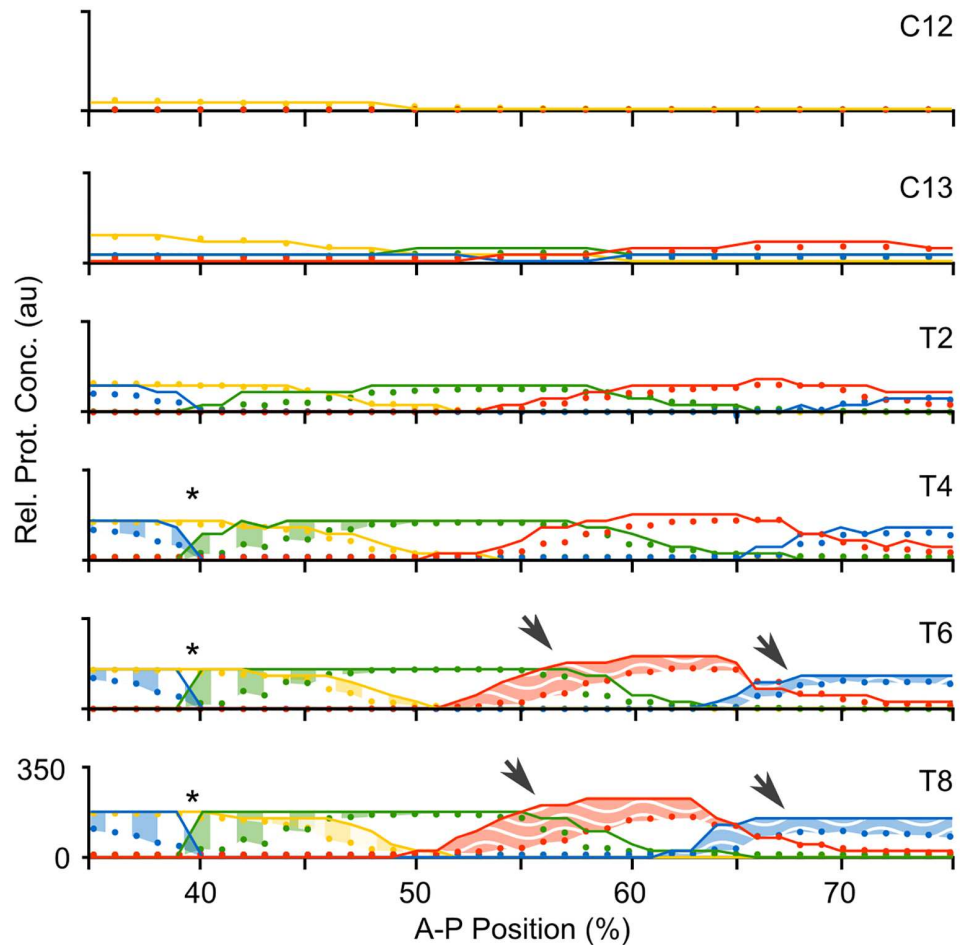 C12
C13
T2
T4
*
T6
*
T8
*
350
0
40 50 60 70
A-P Position (%)
Rel. Prot. Conc. (au)